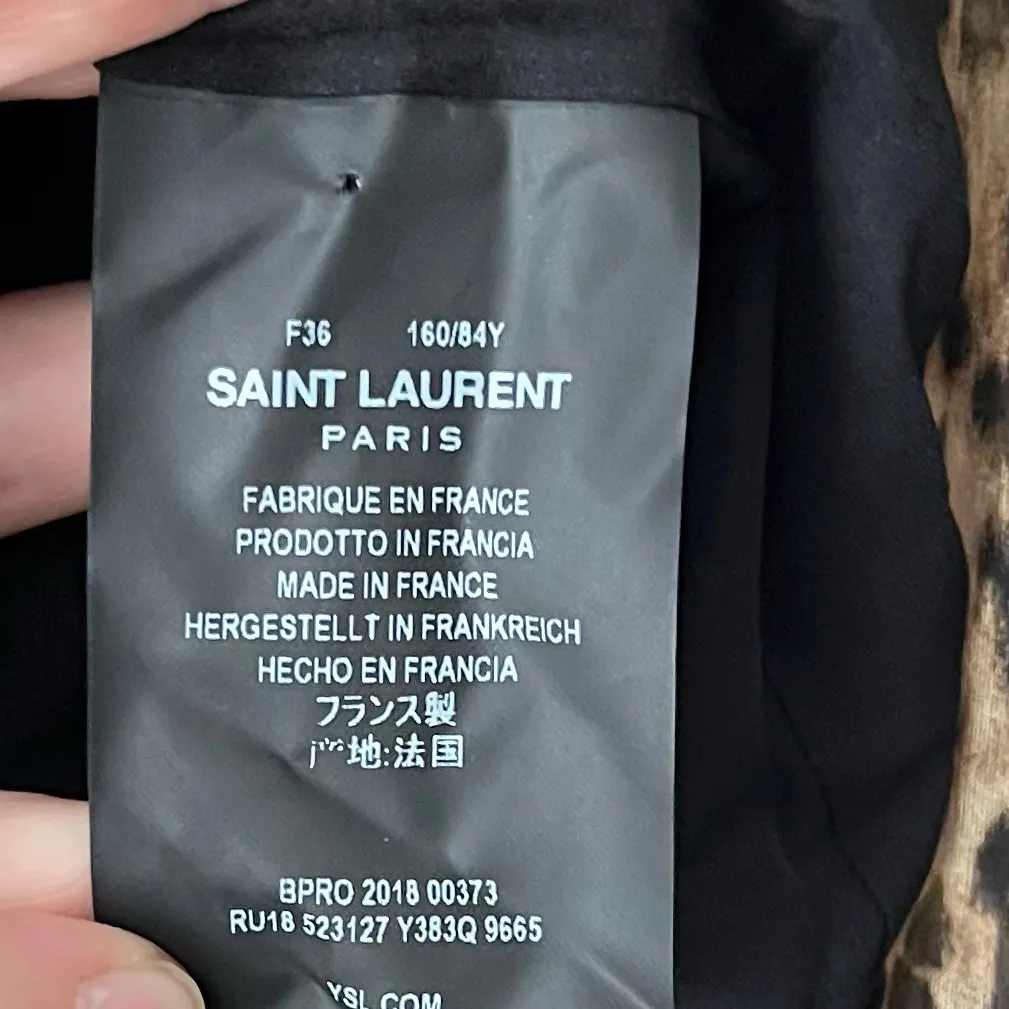 F36 160/84Y
SAINT LAURENT
PARIS
FABRIQUE EN FRANCE
PRODOTTO IN FRANCIA
MADE IN FRANCE
HERGESTELLT IN FRANKREICH
HECHO EN FRANCIA
フランス製
地:法国
BPRO 2018 00373
RU18 523127 Y383Q 9665
YSL.COM